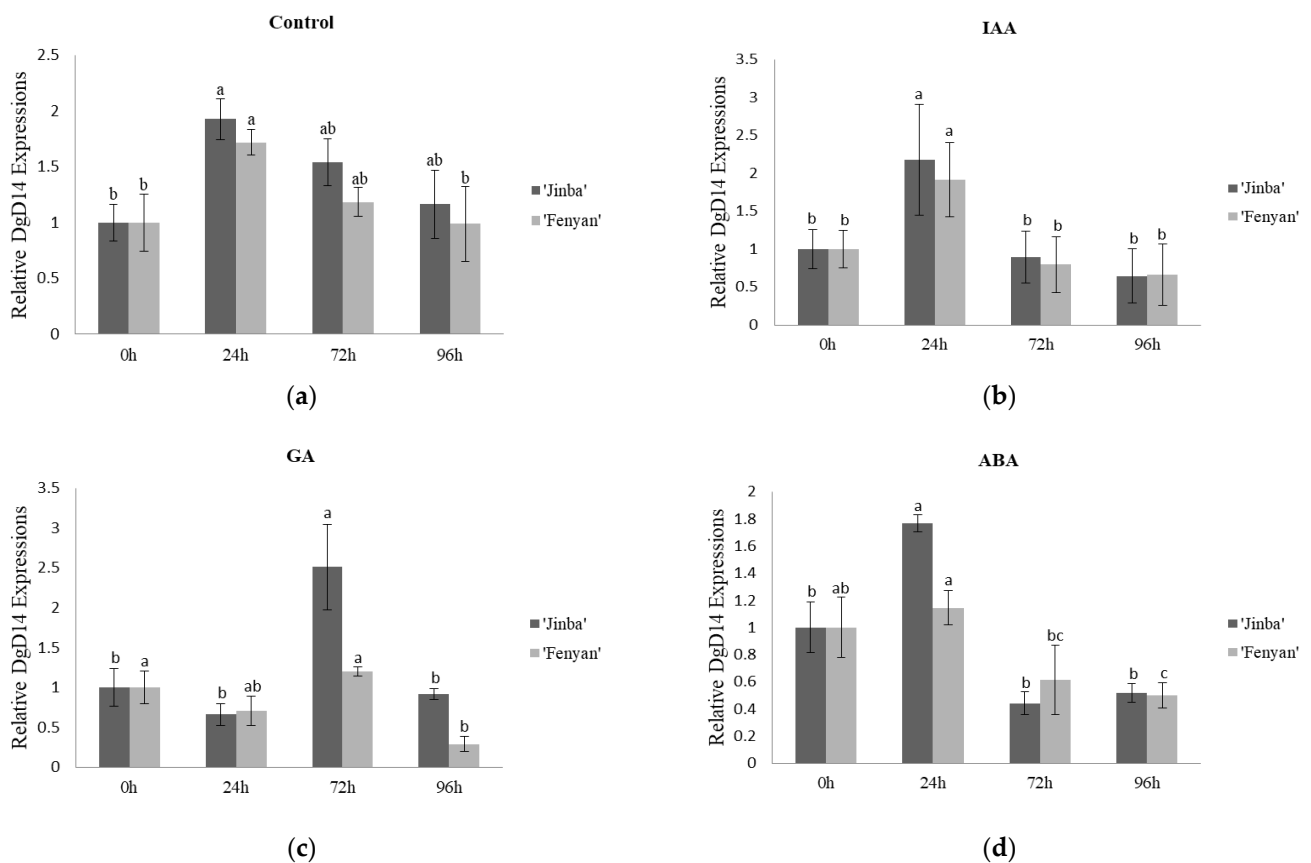 Control
Relative DgD14 Expressions
2.5
2
1.5
1
0.5
0
b b a a ab ab ab b
0h 24h 72h 96h
'Jinba'
'Fenyan'
(a)
IAA
Relative DgD14 Expressions
3.5
3
2.5
2
1.5
1
0.5
0
b b a a b b b b
0h 24h 72h 96h
'Jinba'
'Fenyan'
(b)
GA
Relative DgD14 Expressions
3.5
3
2.5
2
1.5
1
0.5
0
b a b ab a a b b
0h 24h 72h 96h
'Jinba'
'Fenyan'
(c)
ABA
Relative DgD14 Expressions
2
1.8
1.6
1.4
1.2
1
0.8
0.6
0.4
0.2
0
b ab a a b bc b c
0h 24h 72h 96h
'Jinba'
'Fenyan'
(d)